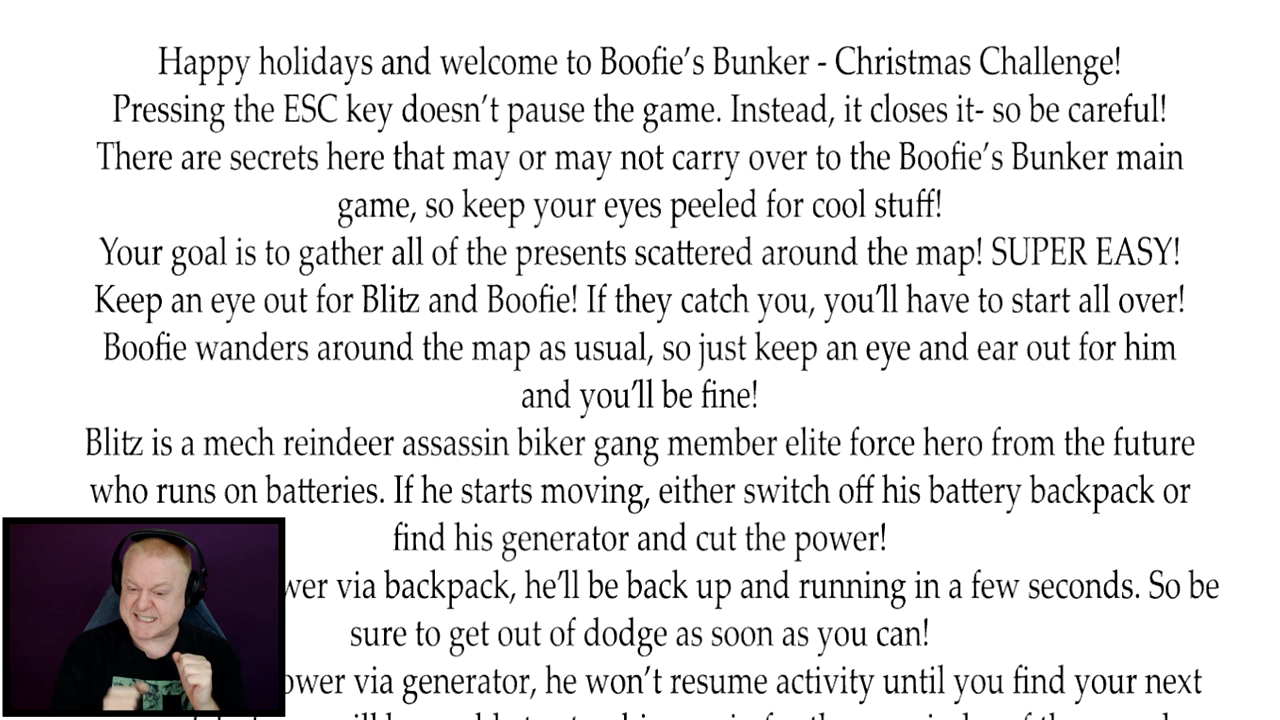 Happy holidays and welcome to Boofie's Bunker - Christmas Challenge!
Pressing the ESC key doesn't pause the game. Instead, it closes it- so be careful!
There are secrets here that may or may not carry over to the Boofie's Bunker main
game, so keep your eyes peeled for cool stuff!
Your goal is to gather all of the presents scattered around the map! SUPER EASY!
Keep an eye out for Blitz and Boofie! If they catch you, you'll have to start all over!
Boofie wanders around the map as usual, so just keep an eye and ear out for him
and you'll be fine!
Blitz is a mech reindeer assassin biker gang member elite force hero from the future
who runs on batteries. If he starts moving, either switch off his battery backpack or
find his generator and cut the power!
via backpack, he'll be back up and running in a few seconds. So be
sure to get out of dodge as soon as you can!
via generator, he won't resume activity until you find your next